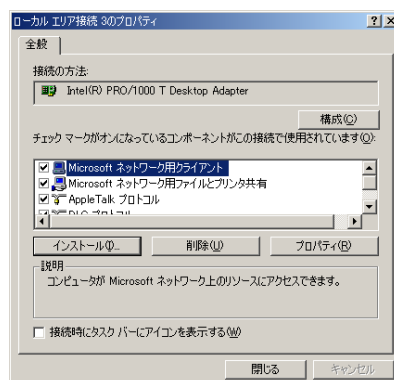 ローカル エリア接続 3のプロパティ
全般
接続の方法:
Intel(R) PRO/1000 T Desktop Adapter
構成(C)
チェック マークがオンになっているコンポーネントがこの接続で使用されています(O):
Microsoft ネットワーク用クライアント
Microsoft ネットワーク用ファイルとプリンタ共有
AppleTalk プロトコル
DLC プロトコル
インストール(I)...
削除(U)
プロパティ(R)
説明
コンピュータが Microsoft ネットワーク上のリソースにアクセスできます。
接続時にタスク バーにアイコンを表示する(W)
閉じる
キャンセル